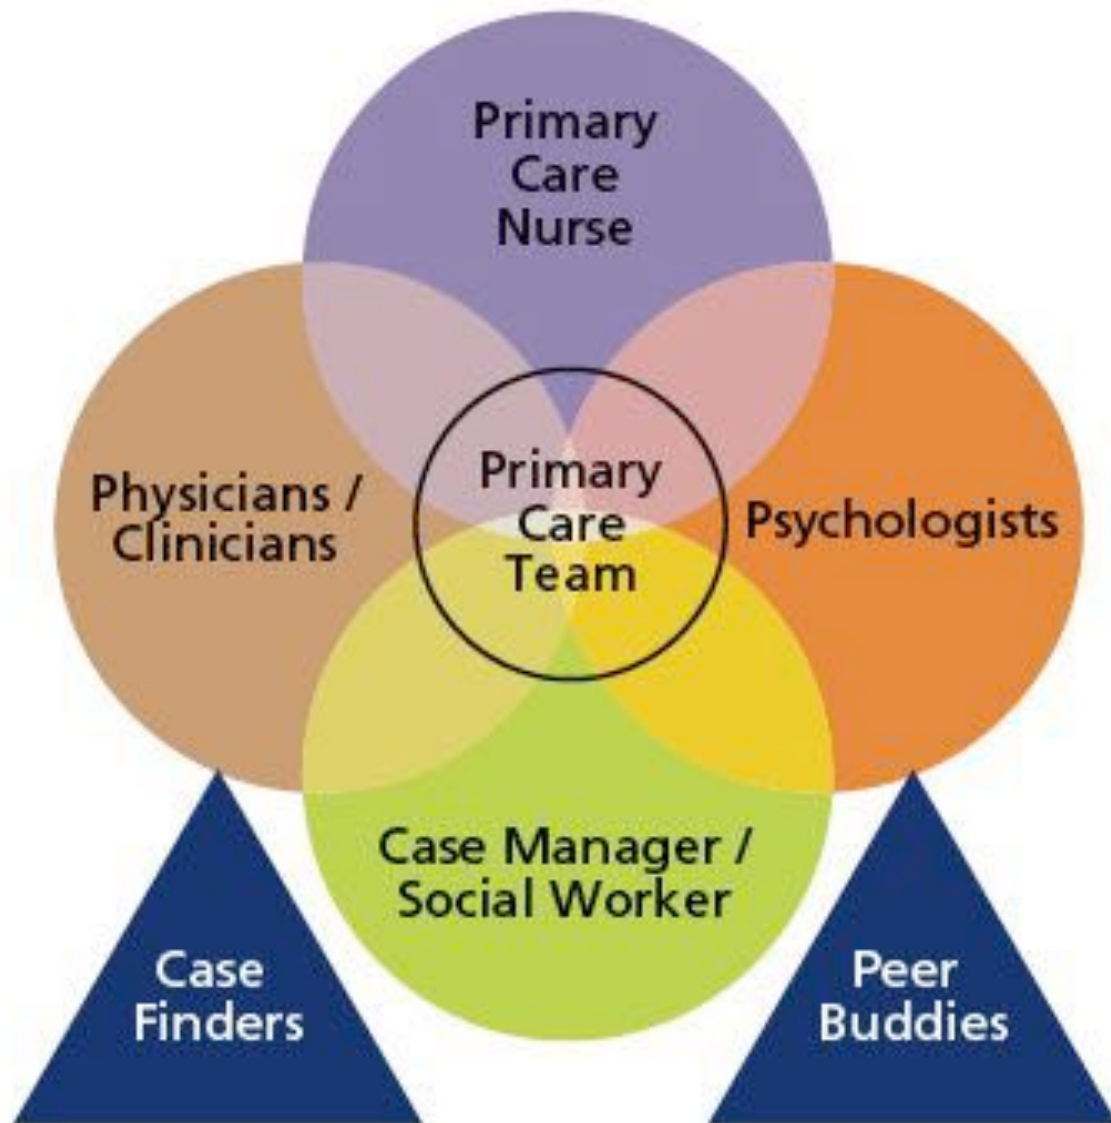 Primary
Care
Nurse
Physicians /
Clinicians
Primary
Care
Team
Psychologists
Case Manager /
Social Worker
Case
Finders
Peer
Buddies